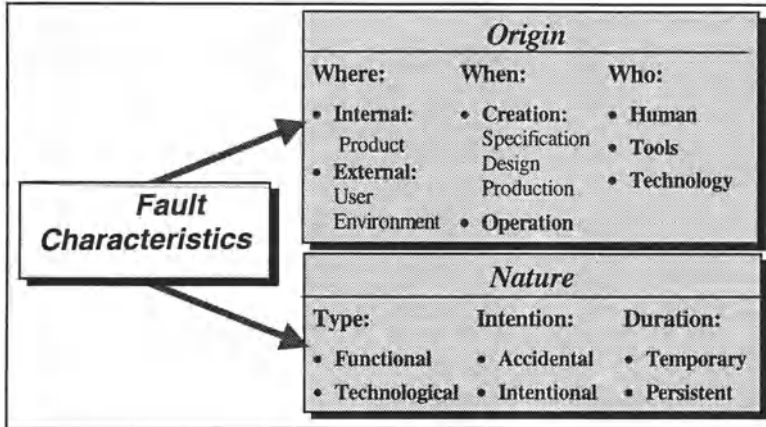 Fault
Characteristics
Origin
Where:
• Internal:
Product
• External:
User
Environment
When:
• Creation:
Specification
Design
Production
• Operation
Who:
• Human
• Tools
• Technology
Nature
Type:
• Functional
• Technological
Intention:
• Accidental
• Intentional
Duration:
• Temporary
• Persistent